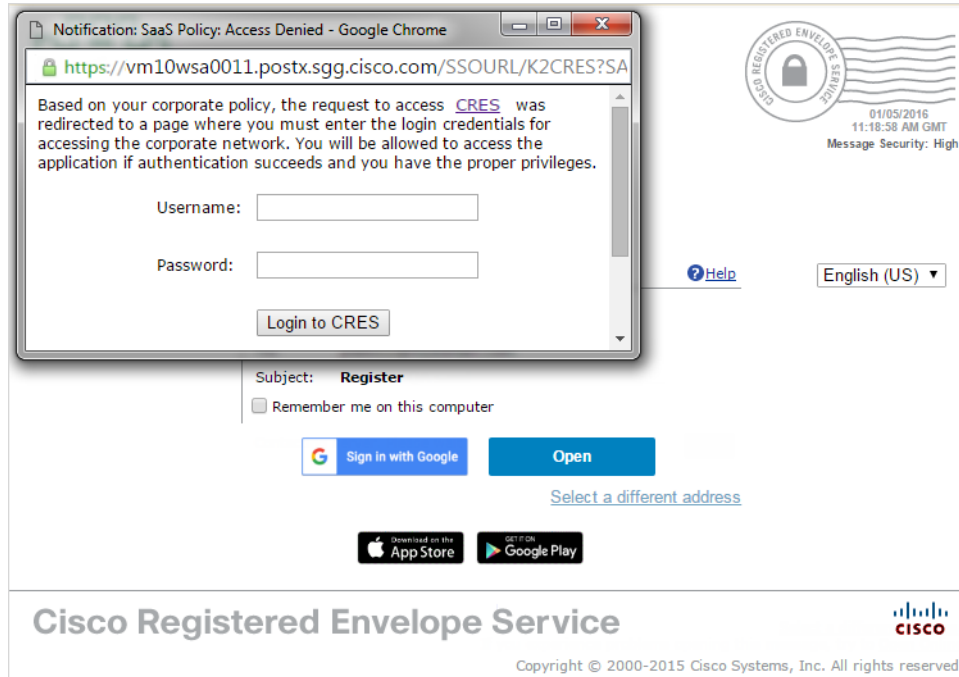 Notification: SaaS Policy: Access Denied - Google Chrome
https://vm10wsa0011.postx.sgg.cisco.com/SSOURL/K2CRES?SA
Based on your corporate policy, the request to access CRES was
redirected to a page where you must enter the login credentials for
accessing the corporate network. You will be allowed to access the
application if authentication succeeds and you have the proper privileges.
Username:
Password:
Login to CRES
CISCO REGISTERED ENVELOPE SERVICE
01/05/2016
11:18:58 AM GMT
Message Security: High
Help
English (US)
Subject: Register
Remember me on this computer
G Sign in with Google
Open
Select a different address
Download on the
App Store
GET IT ON
Google Play
Cisco Registered Envelope Service
CISCO
Copyright © 2000-2015 Cisco Systems, Inc. All rights reserved